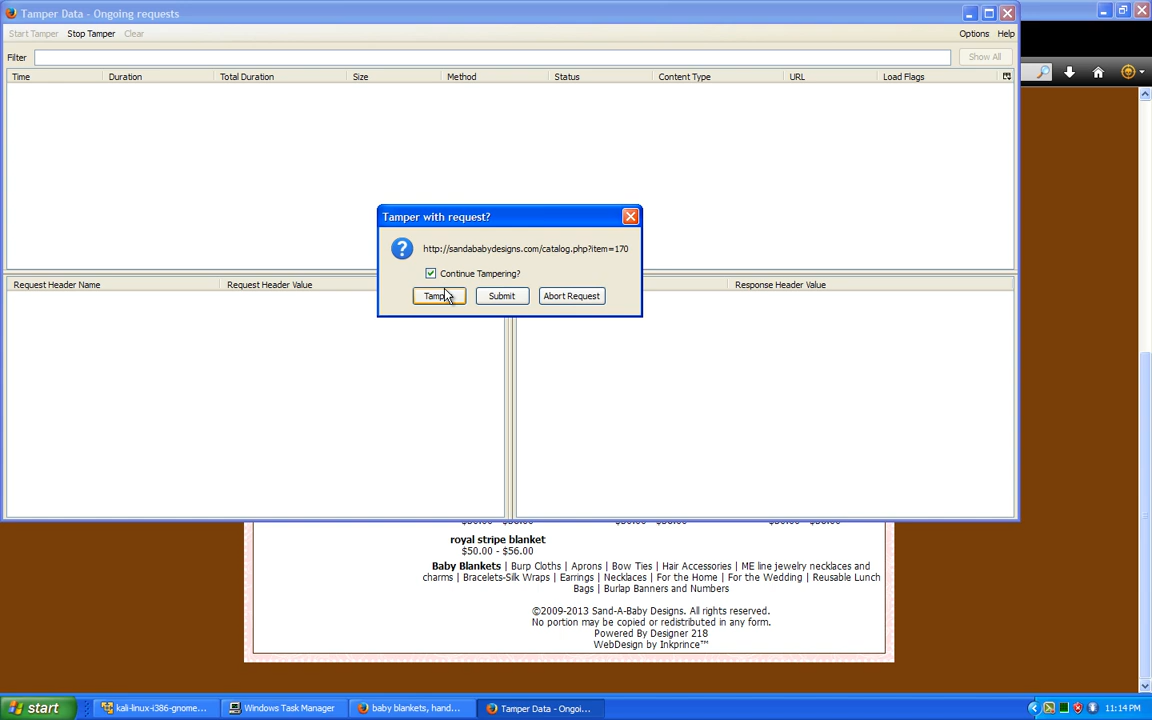 Tamper Data - Ongoing requests
Start Tamper Stop Tamper Clear Options Help
Filter Show All
Time Duration Total Duration Size Method Status Content Type URL Load Flags
Tamper with request?
http://sandababydesigns.com/catalog.php?item=170
Continue Tampering?
Submit Abort Request
Request Header Name Request Header Value Response Header Value
royal stripe blanket
$50.00 - $56.00
Baby Blankets | Burp Cloths | Aprons | Bow Ties | Hair Accessories | ME line jewelry necklaces and
charms | Bracelets-Silk Wraps | Earrings | Necklaces | For the Home | For the Wedding | Reusable Lunch
Bags | Burlap Banners and Numbers
©2009-2013 Sand-A-Baby Designs. All rights reserved.
No portion may be copied or redistributed in any form.
Powered By Designer 218
WebDesign by Inkprince™
start kali-linux-i386-gnome... Windows Task Manager baby blankets, hand... Tamper Data - Ongoi... 11:14 PM